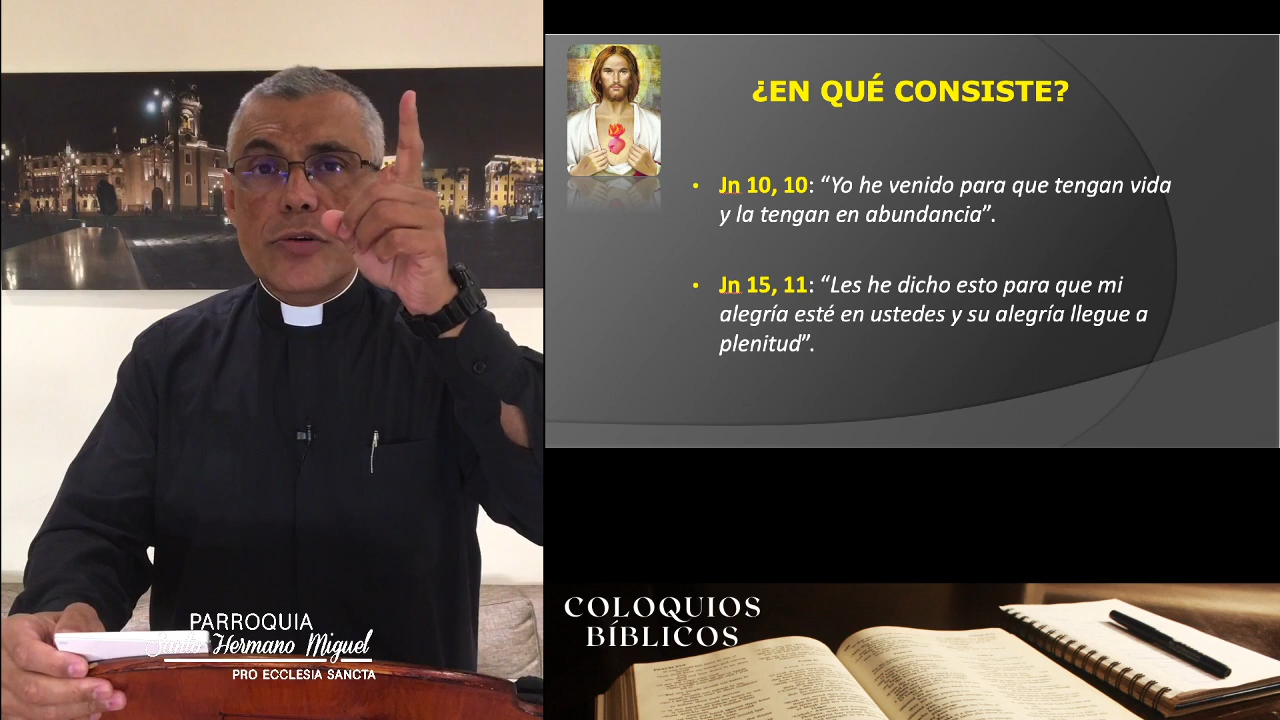 ¿EN QUÉ CONSISTE?
• Jn 10, 10: “Yo he venido para que tengan vida
y la tengan en abundancia”.
• Jn 15, 11: “Les he dicho esto para que mi
alegría esté en ustedes y su alegría llegue a
plenitud”.
PARROQUIA
Santo Hermano Miguel
PRO ECCLESIA SANCTA
COLOQUIOS
BÍBLICOS